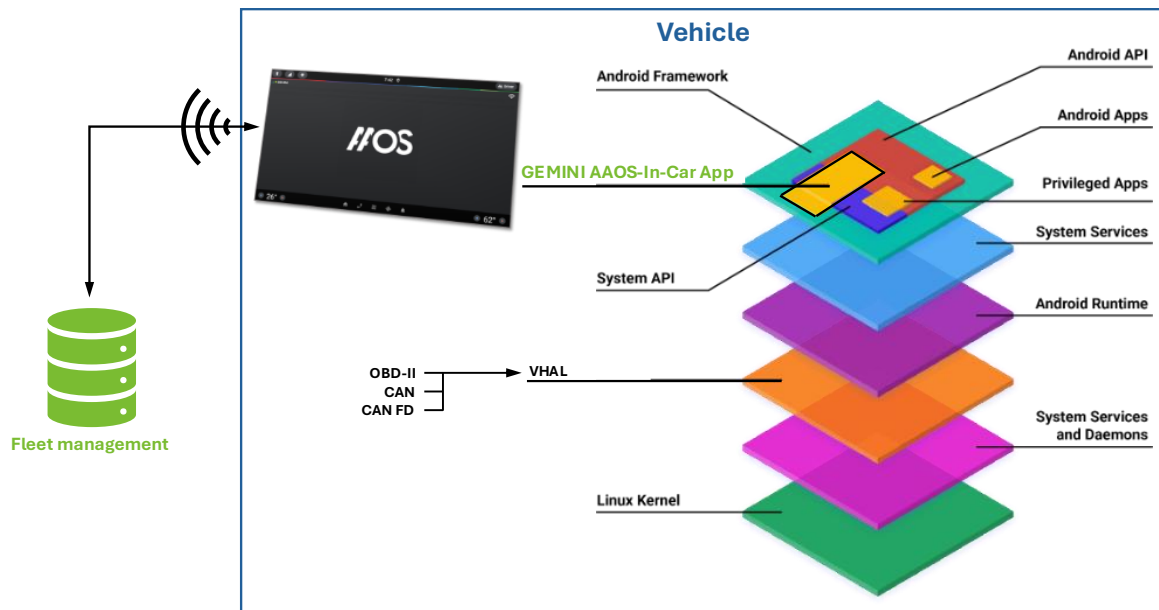 Vehicle
Android API
Android Framework
Android Apps
AAOS
GEMINI AAOS-In-Car App
Privileged Apps
26°
62°
System Services
System API
Android Runtime
OBD-II
VHAL
CAN
CAN FD
System Services
and Daemons
Fleet management
Linux Kernel